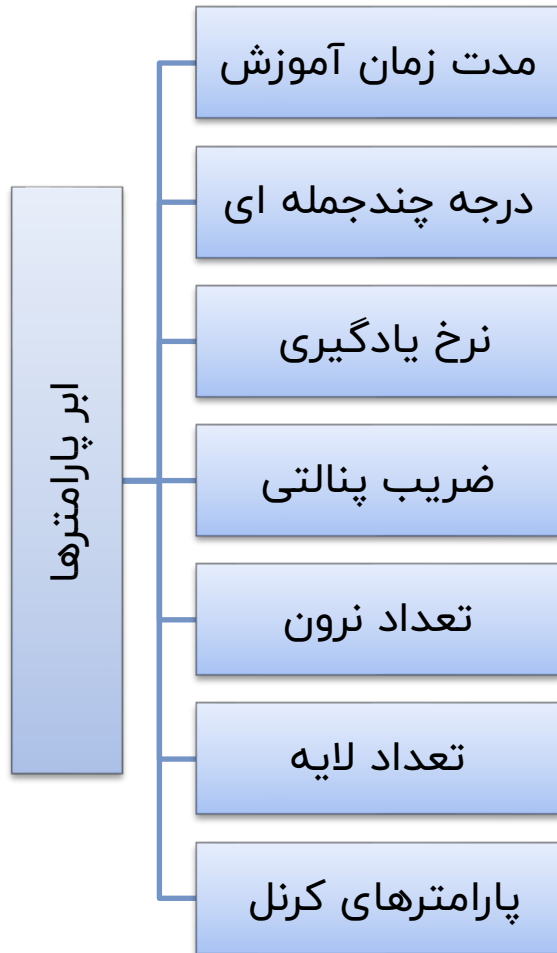 ابر پارامترها
مدت زمان آموزش
درجه چندجمله ای
نرخ یادگیری
ضریب پنالتی
تعداد نرون
تعداد لایه
پارامترهای کرنل